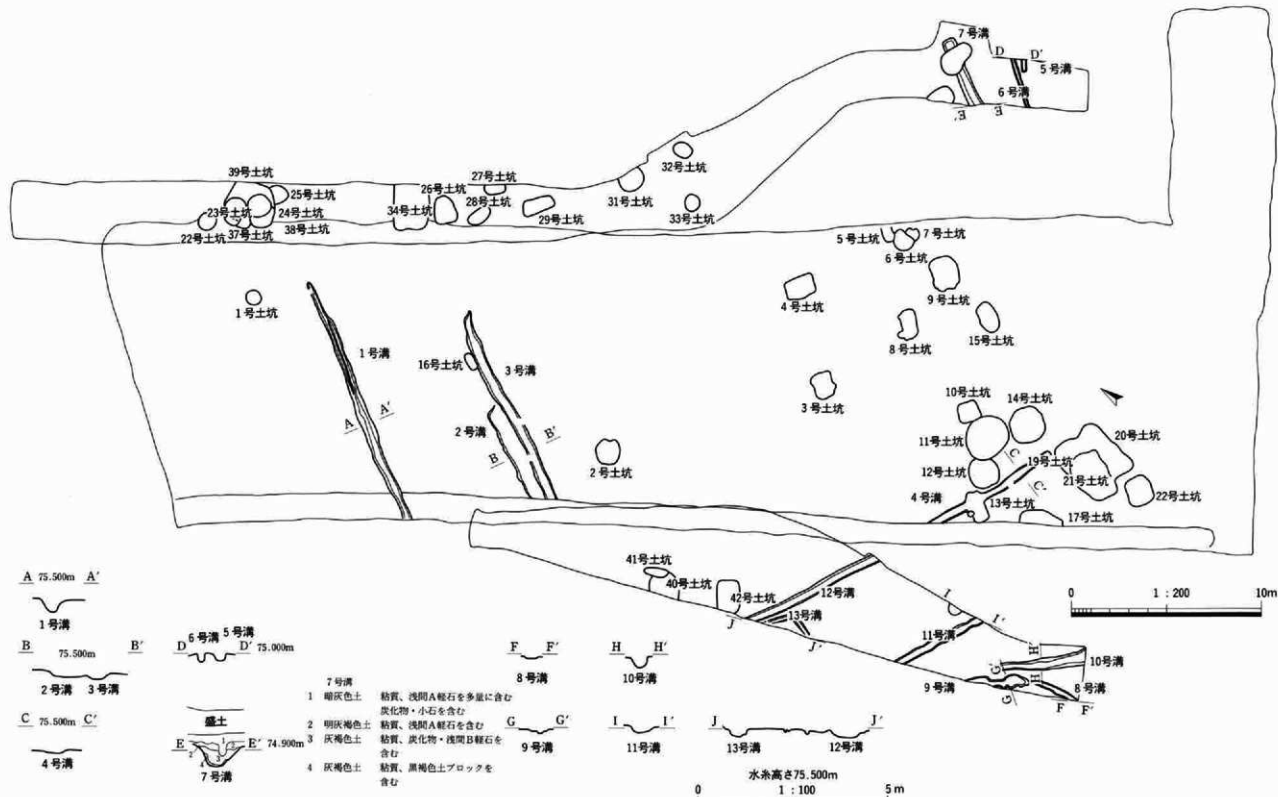 7号溝
D D′
5号溝
6号溝
E′ E
32号土坑
39号土坑
27号土坑
25号土坑
26号土坑
31号土坑
23号土坑
24号土坑
34号土坑
28号土坑
29号土坑
33号土坑
22号土坑
37号土坑
38号土坑
5号土坑
7号土坑
6号土坑
9号土坑
4号土坑
1号土坑
8号土坑
15号土坑
1号溝
16号土坑
3号溝
3号土坑
A A′
10号土坑
14号土坑
2号溝
B B′
11号土坑
20号土坑
C
2号土坑
12号土坑
19号土坑
21号土坑
C′
4号溝
13号土坑
22号土坑
17号土坑
41号土坑
40号土坑
42号土坑
12号溝
13号溝
J J′
I I′
11号溝
0 1:200 10m
H′
G′ H
10号溝
9号溝
8号溝
G
F F′
A 75.500m A′
1号溝
B 75.500m B′
2号溝 3号溝
C 75.500m C′
4号溝
6号溝 5号溝
D D′ 75.000m
盛土
E E′ 74.900m
1
2
3
4
2
7号溝
7号溝
1 暗灰色土 粘質、浅間A軽石を多量に含む
炭化物・小石を含む
2 明灰褐色土 粘質、浅間A軽石を含む
3 灰褐色土 粘質、炭化物・浅間B軽石を
含む
4 灰褐色土 粘質、黒褐色土ブロックを
含む
F F′
8号溝
H H′
10号溝
G G′
9号溝
I I′
11号溝
J J′
13号溝 12号溝
水糸高さ75.500m
0 1:100 5m